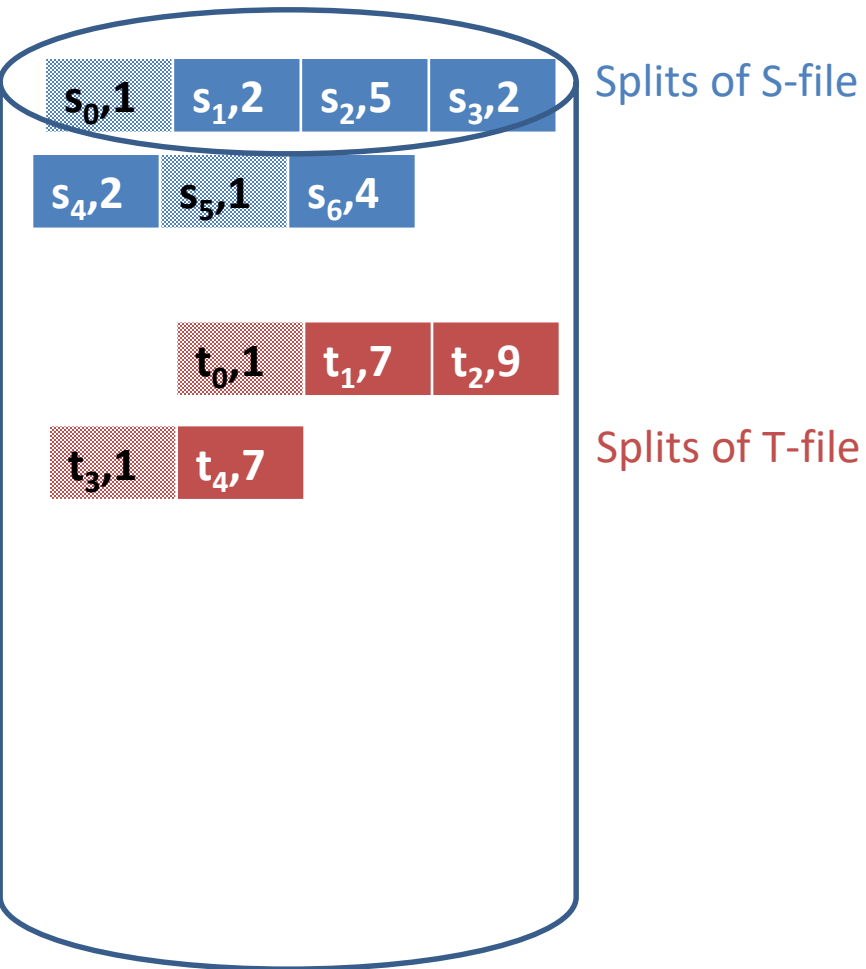 s₀,1 s₁,2 s₂,5 s₃,2 Splits of S-file
s₄,2 s₅,1 s₆,4
t₀,1 t₁,7 t₂,9
t₃,1 t₄,7 Splits of T-file